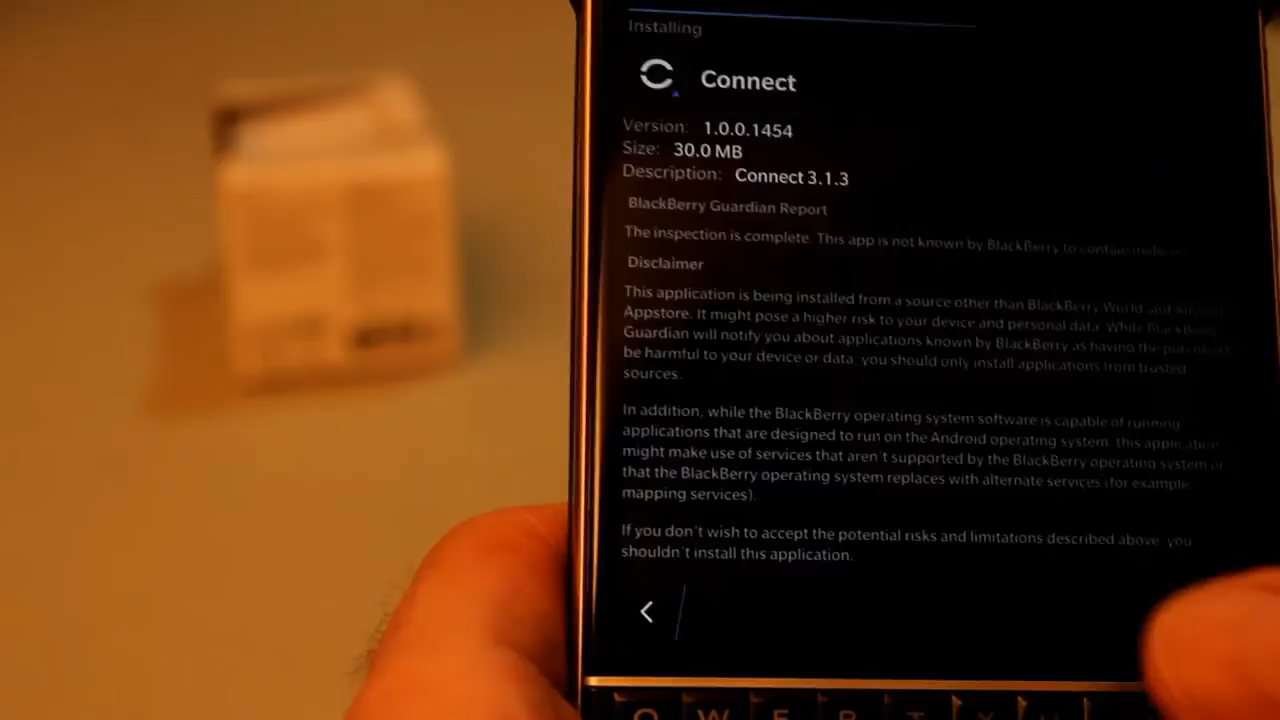 Installing
Connect
Version: 1.0.0.1454
Size: 30.0 MB
Description: Connect 3.1.3
BlackBerry Guardian Report
The inspection is complete. This app is not known by BlackBerry to contain
Disclaimer
This application is being installed from a source other than BlackBerry World and
Appstore. It might pose a higher risk to your device and personal data. While BlackBerry
Guardian will notify you about applications known by BlackBerry as having the potential
be harmful to your device or data, you should only install applications from trusted
sources.
In addition, while the BlackBerry operating system software is capable of running
applications that are designed to run on the Android operating system, this application
might make use of services that aren't supported by the BlackBerry operating system or
that the BlackBerry operating system replaces with alternate services (for example
mapping services).
If you don't wish to accept the potential risks and limitations described above, you
shouldn't install this application.
Q W E R T